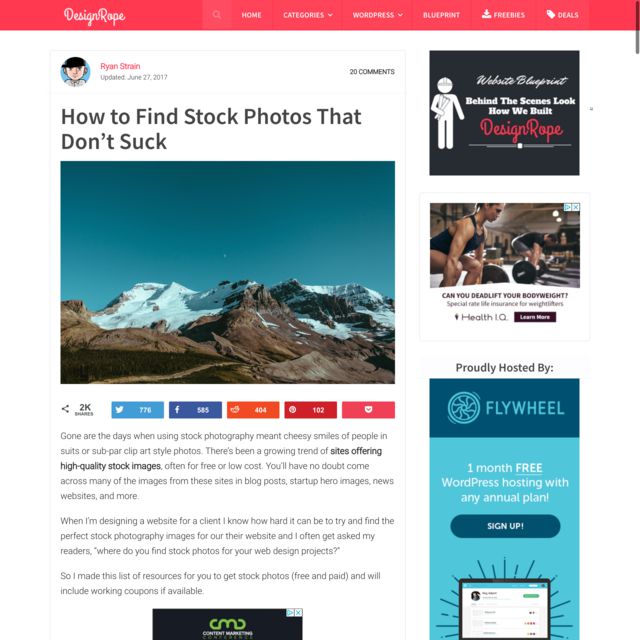 DesignRope
HOME
CATEGORIES
WORDPRESS
BLUEPRINT
FREEBIES
DEALS
Ryan Strain
Updated: June 27, 2017
20 COMMENTS
How to Find Stock Photos That
Don’t Suck
2K
SHARES
776
585
404
102
Gone are the days when using stock photography meant cheesy smiles of people in
suits or sub-par clip art style photos. There’s been a growing trend of sites offering
high-quality stock images, often for free or low cost. You’ll have no doubt come
across many of the images from these sites in blog posts, startup hero images, news
websites, and more.
When I’m designing a website for a client I know how hard it can be to try and find the
perfect stock photography images for our their website and I often get asked my
readers, “where do you find stock photos for your web design projects?”
So I made this list of resources for you to get stock photos (free and paid) and will
include working coupons if available.
cmd
CONTENT MARKETING
CONFERENCE
Website Blueprint
Behind The Scenes Look
How We Built
DesignRope
CAN YOU DEADLIFT YOUR BODYWEIGHT?
Special rate life insurance for weightlifters
Health I.Q.
Learn More
Proudly Hosted By:
FLYWHEEL
1 month FREE
WordPress hosting with
any annual plan!
SIGN UP!